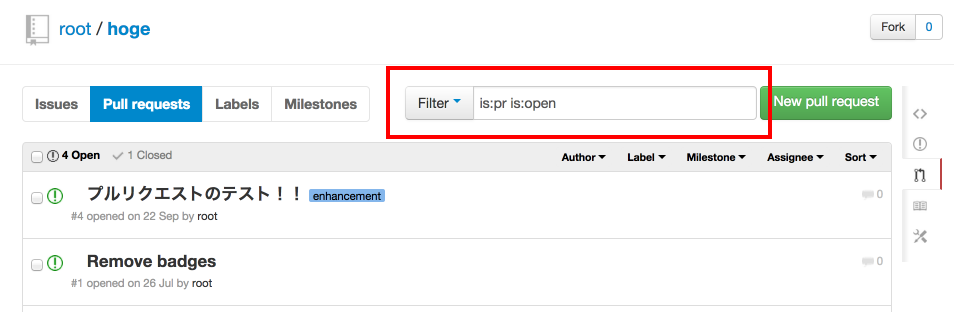 root / hoge
Fork 0
Issues Pull requests Labels Milestones
Filter is:pr is:open
New pull request
4 Open 1 Closed
Author Label Milestone Assignee Sort
プルリクエストのテスト！！ enhancement
0
#4 opened on 22 Sep by root
Remove badges
0
#1 opened on 26 Jul by root